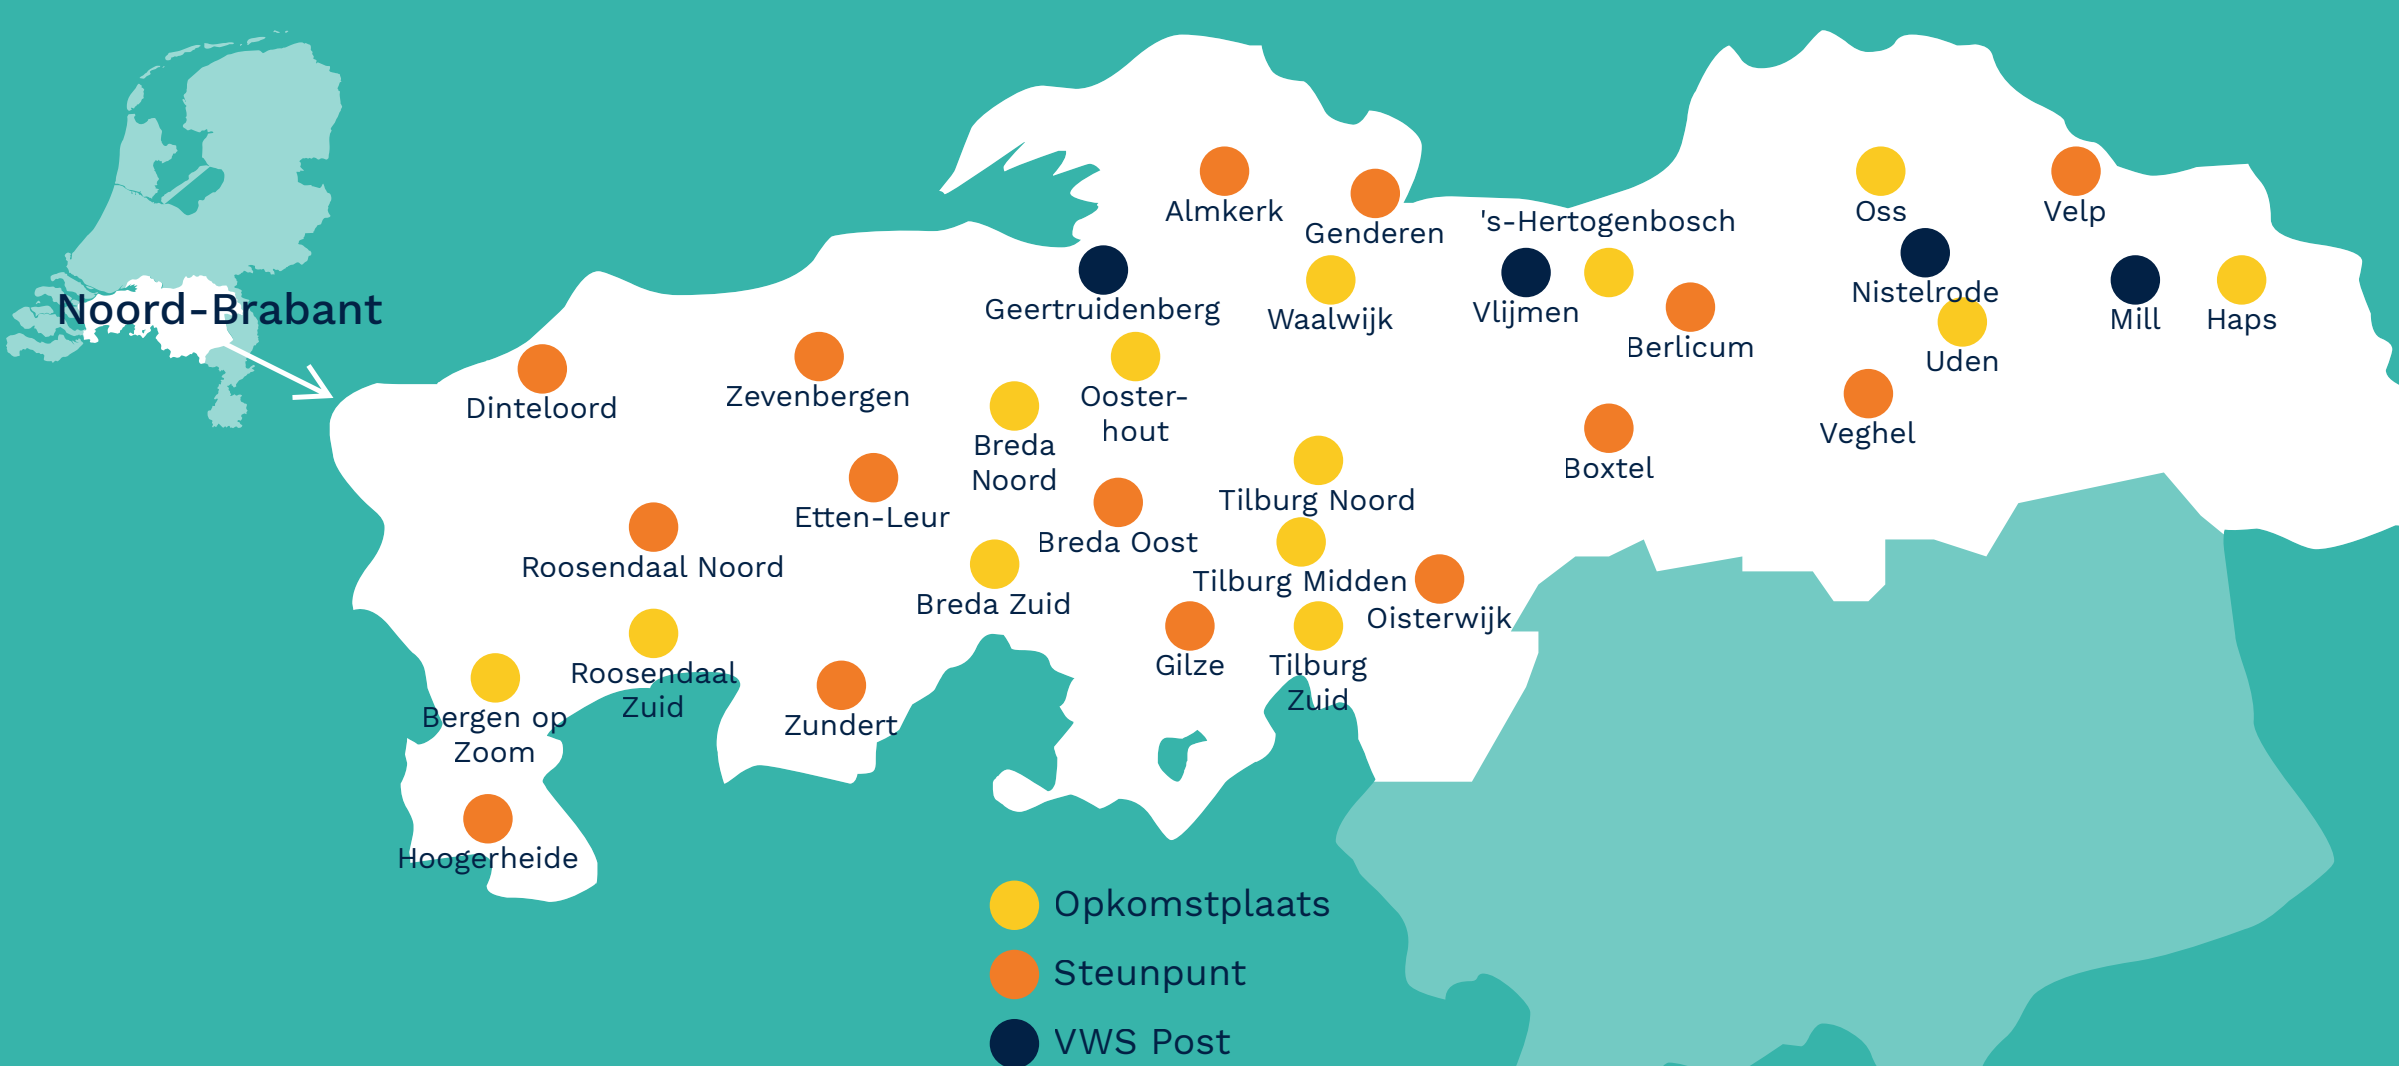 Almkerk
Genderen
's-Hertogenbosch
Oss
Velp
Noord-Brabant
Geertruidenberg
Waalwijk
Vlijmen
Berlicum
Nistelrode
Uden
Mill
Haps
Dinteloord
Zevenbergen
Ooster-
hout
Breda
Noord
Veghel
Boxtel
Etten-Leur
Tilburg Noord
Breda Oost
Roosendaal Noord
Tilburg Midden
Breda Zuid
Oisterwijk
Gilze
Tilburg
Zuid
Roosendaal
Zuid
Bergen op
Zoom
Zundert
Hoogerheide
Opkomstplaats
Steunpunt
VWS Post